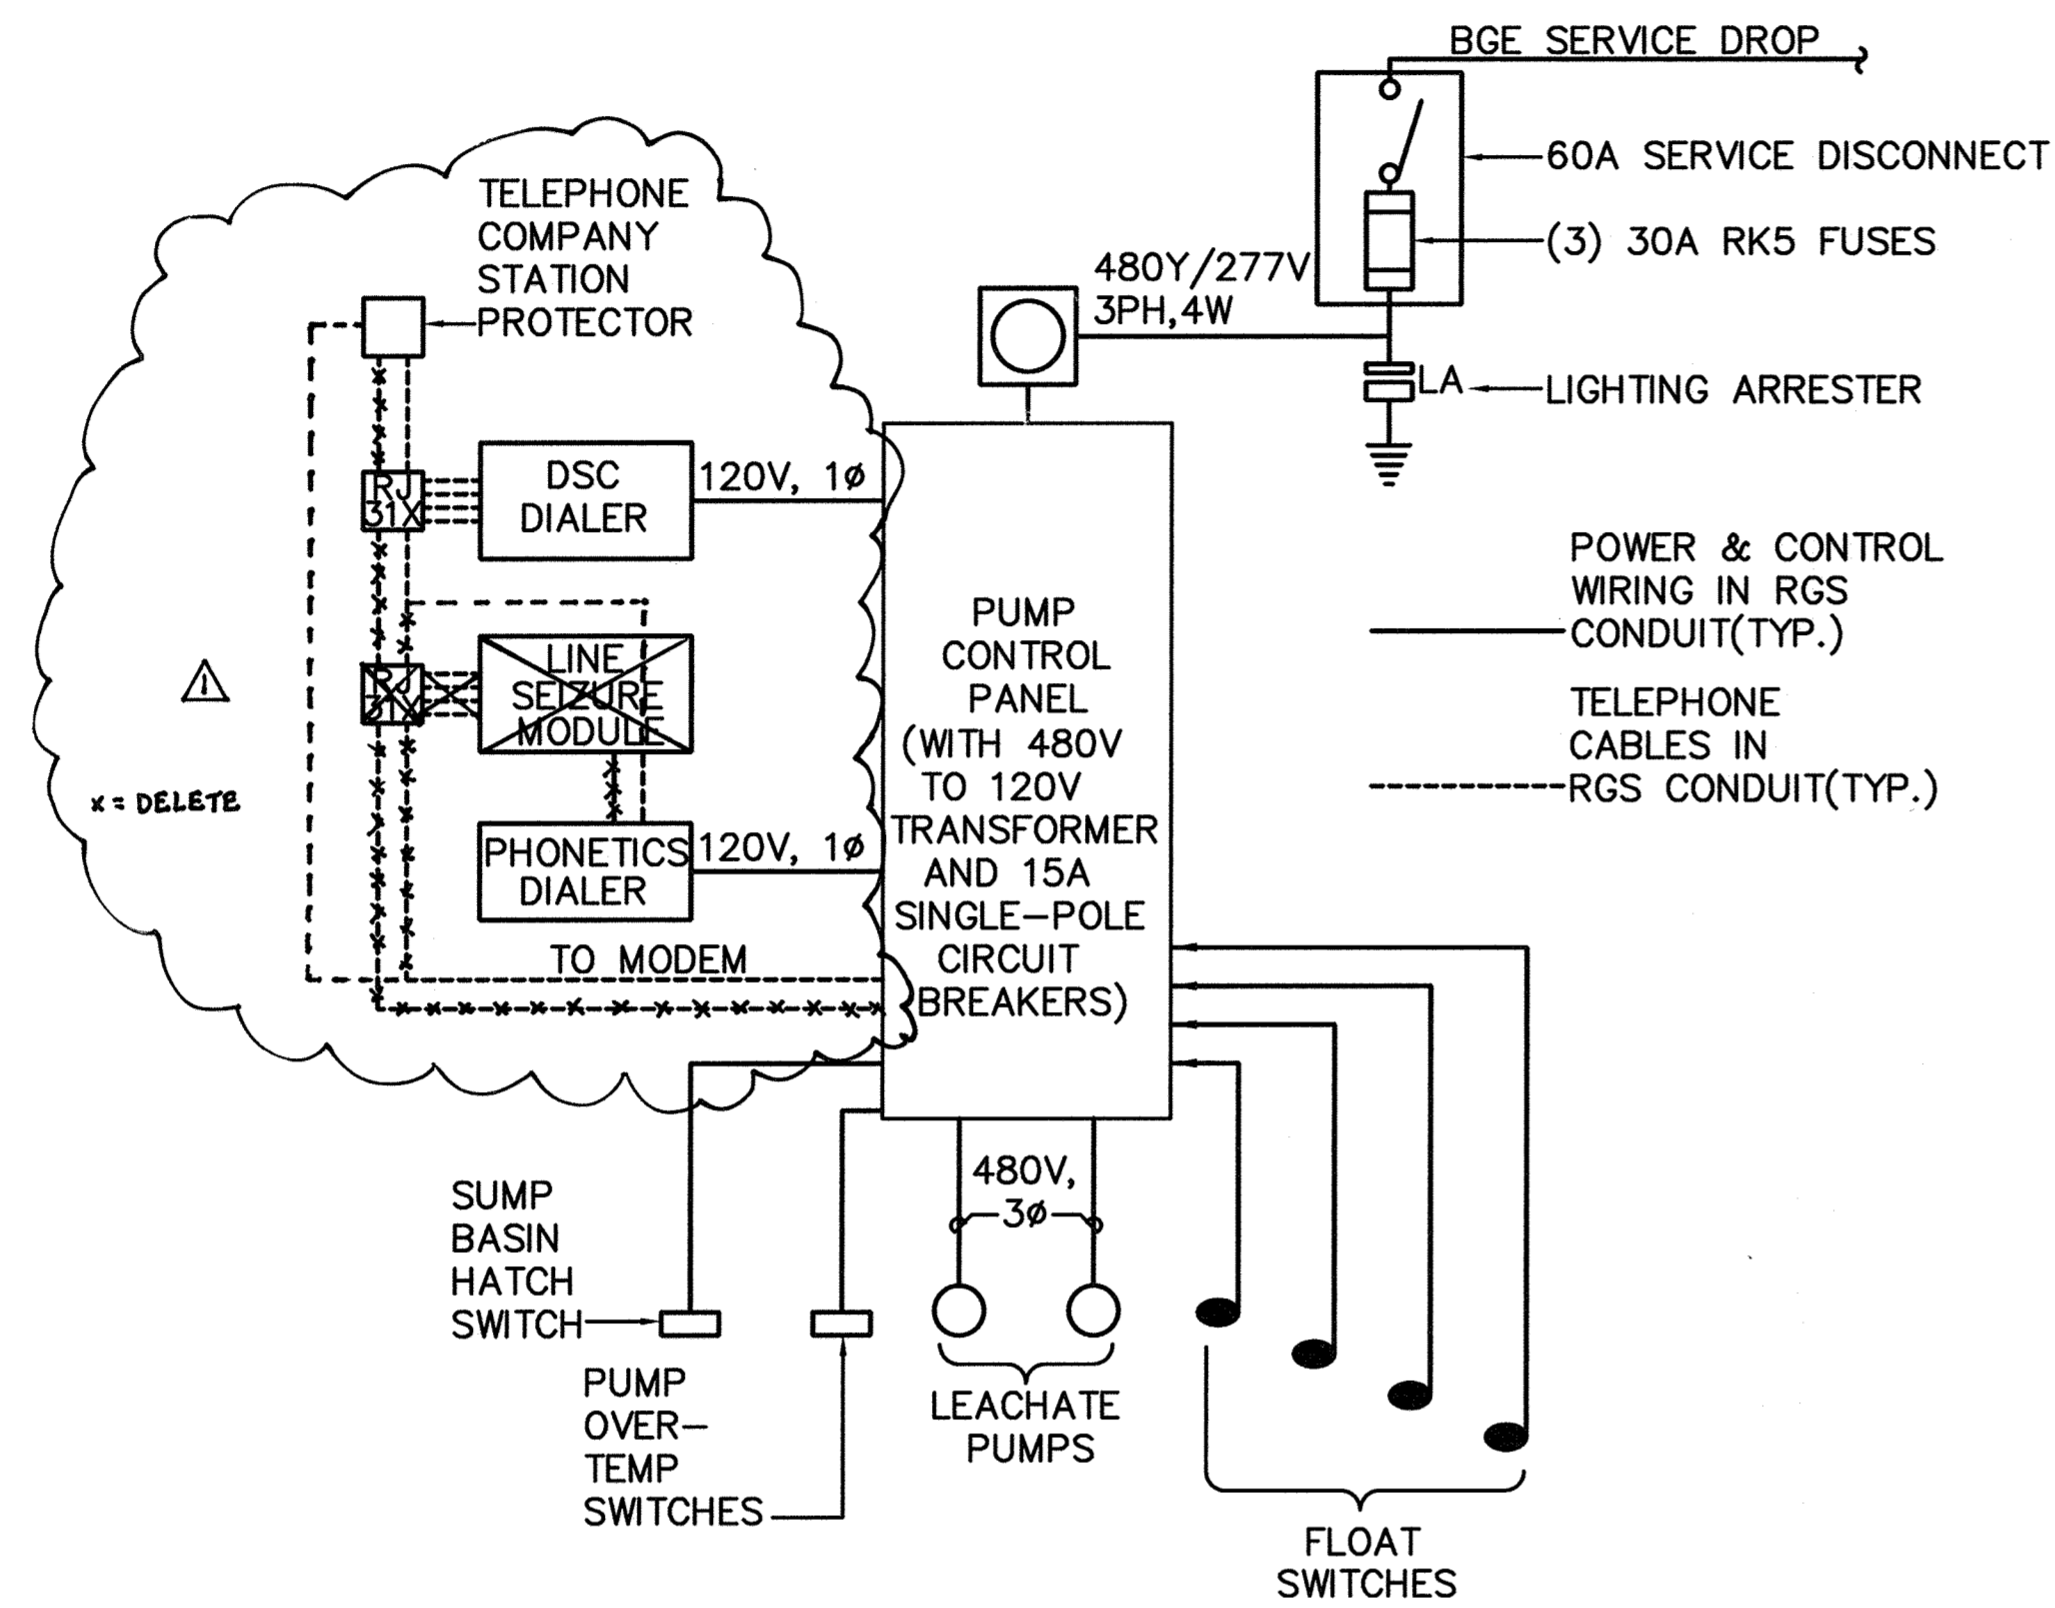 BGE SERVICE DROP
60A SERVICE DISCONNECT
(3) 30A RK5 FUSES
480Y/277V
3PH,4W
LA
LIGHTING ARRESTER
TELEPHONE
COMPANY
STATION
PROTECTOR
RJ
31X
DSC
DIALER
120V, 1ø
RJ
31X
LINE
SEIZURE
MODULE
1
x = DELETE
PHONETICS
DIALER
120V, 1ø
TO MODEM
PUMP
CONTROL
PANEL
(WITH 480V
TO 120V
TRANSFORMER
AND 15A
SINGLE-POLE
CIRCUIT
BREAKERS)
POWER & CONTROL
WIRING IN RGS
CONDUIT(TYP.)
TELEPHONE
CABLES IN
RGS CONDUIT(TYP.)
SUMP
BASIN
HATCH
SWITCH
PUMP
OVER-
TEMP
SWITCHES
480V,
3ø
LEACHATE
PUMPS
FLOAT
SWITCHES